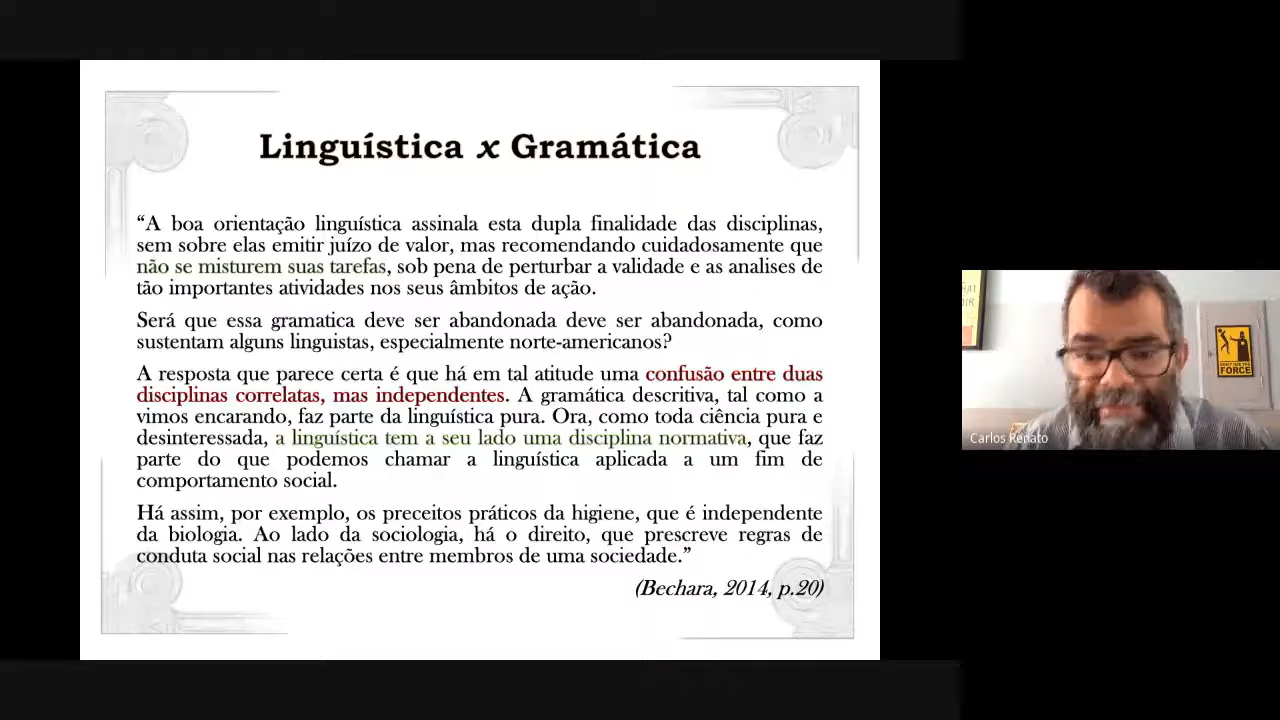 Linguística x Gramática
“A boa orientação linguística assinala esta dupla finalidade das disciplinas,
sem sobre elas emitir juízo de valor, mas recomendando cuidadosamente que
não se misturem suas tarefas, sob pena de perturbar a validade e as analises de
tão importantes atividades nos seus âmbitos de ação.
Será que essa gramatica deve ser abandonada deve ser abandonada, como
sustentam alguns linguistas, especialmente norte-americanos?
A resposta que parece certa é que há em tal atitude uma confusão entre duas
disciplinas correlatas, mas independentes. A gramática descritiva, tal como a
vimos encarando, faz parte da linguística pura. Ora, como toda ciência pura e
desinteressada, a linguística tem a seu lado uma disciplina normativa, que faz
parte do que podemos chamar a linguística aplicada a um fim de
comportamento social.
Há assim, por exemplo, os preceitos práticos da higiene, que é independente
da biologia. Ao lado da sociologia, há o direito, que prescreve regras de
conduta social nas relações entre membros de uma sociedade.”
(Bechara, 2014, p.20)
Carlos Renato
FORCE